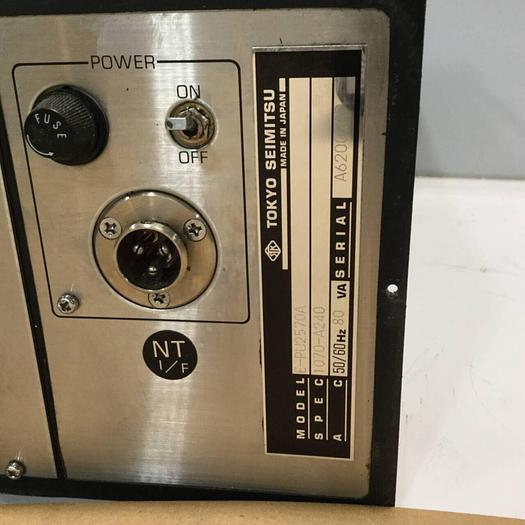 POWER
ON
FUSE
OFF
NT
I/F
TOKYO SEIMITSU
MADE IN JAPAN
MODEL E-PU2570A
SPEC 1070-A240
AC 50/60Hz 80 VA SERIAL